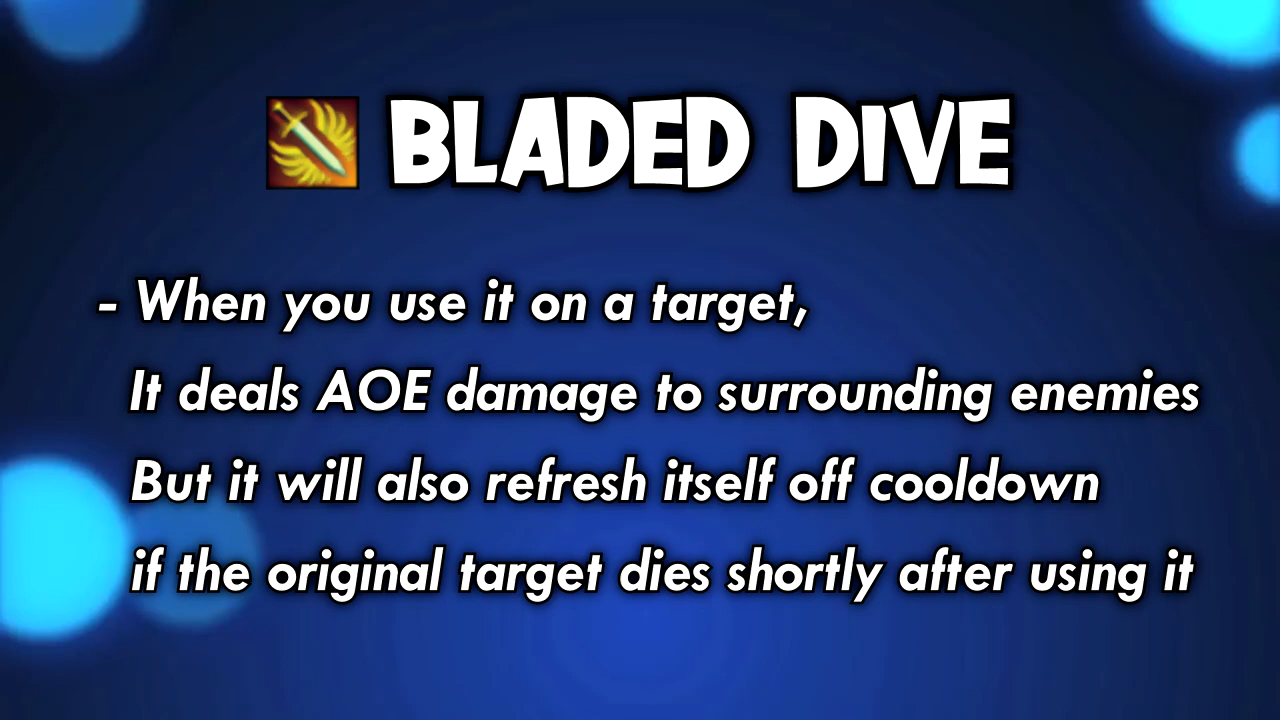 BLADED DIVE
- When you use it on a target,
It deals AOE damage to surrounding enemies
But it will also refresh itself off cooldown
if the original target dies shortly after using it